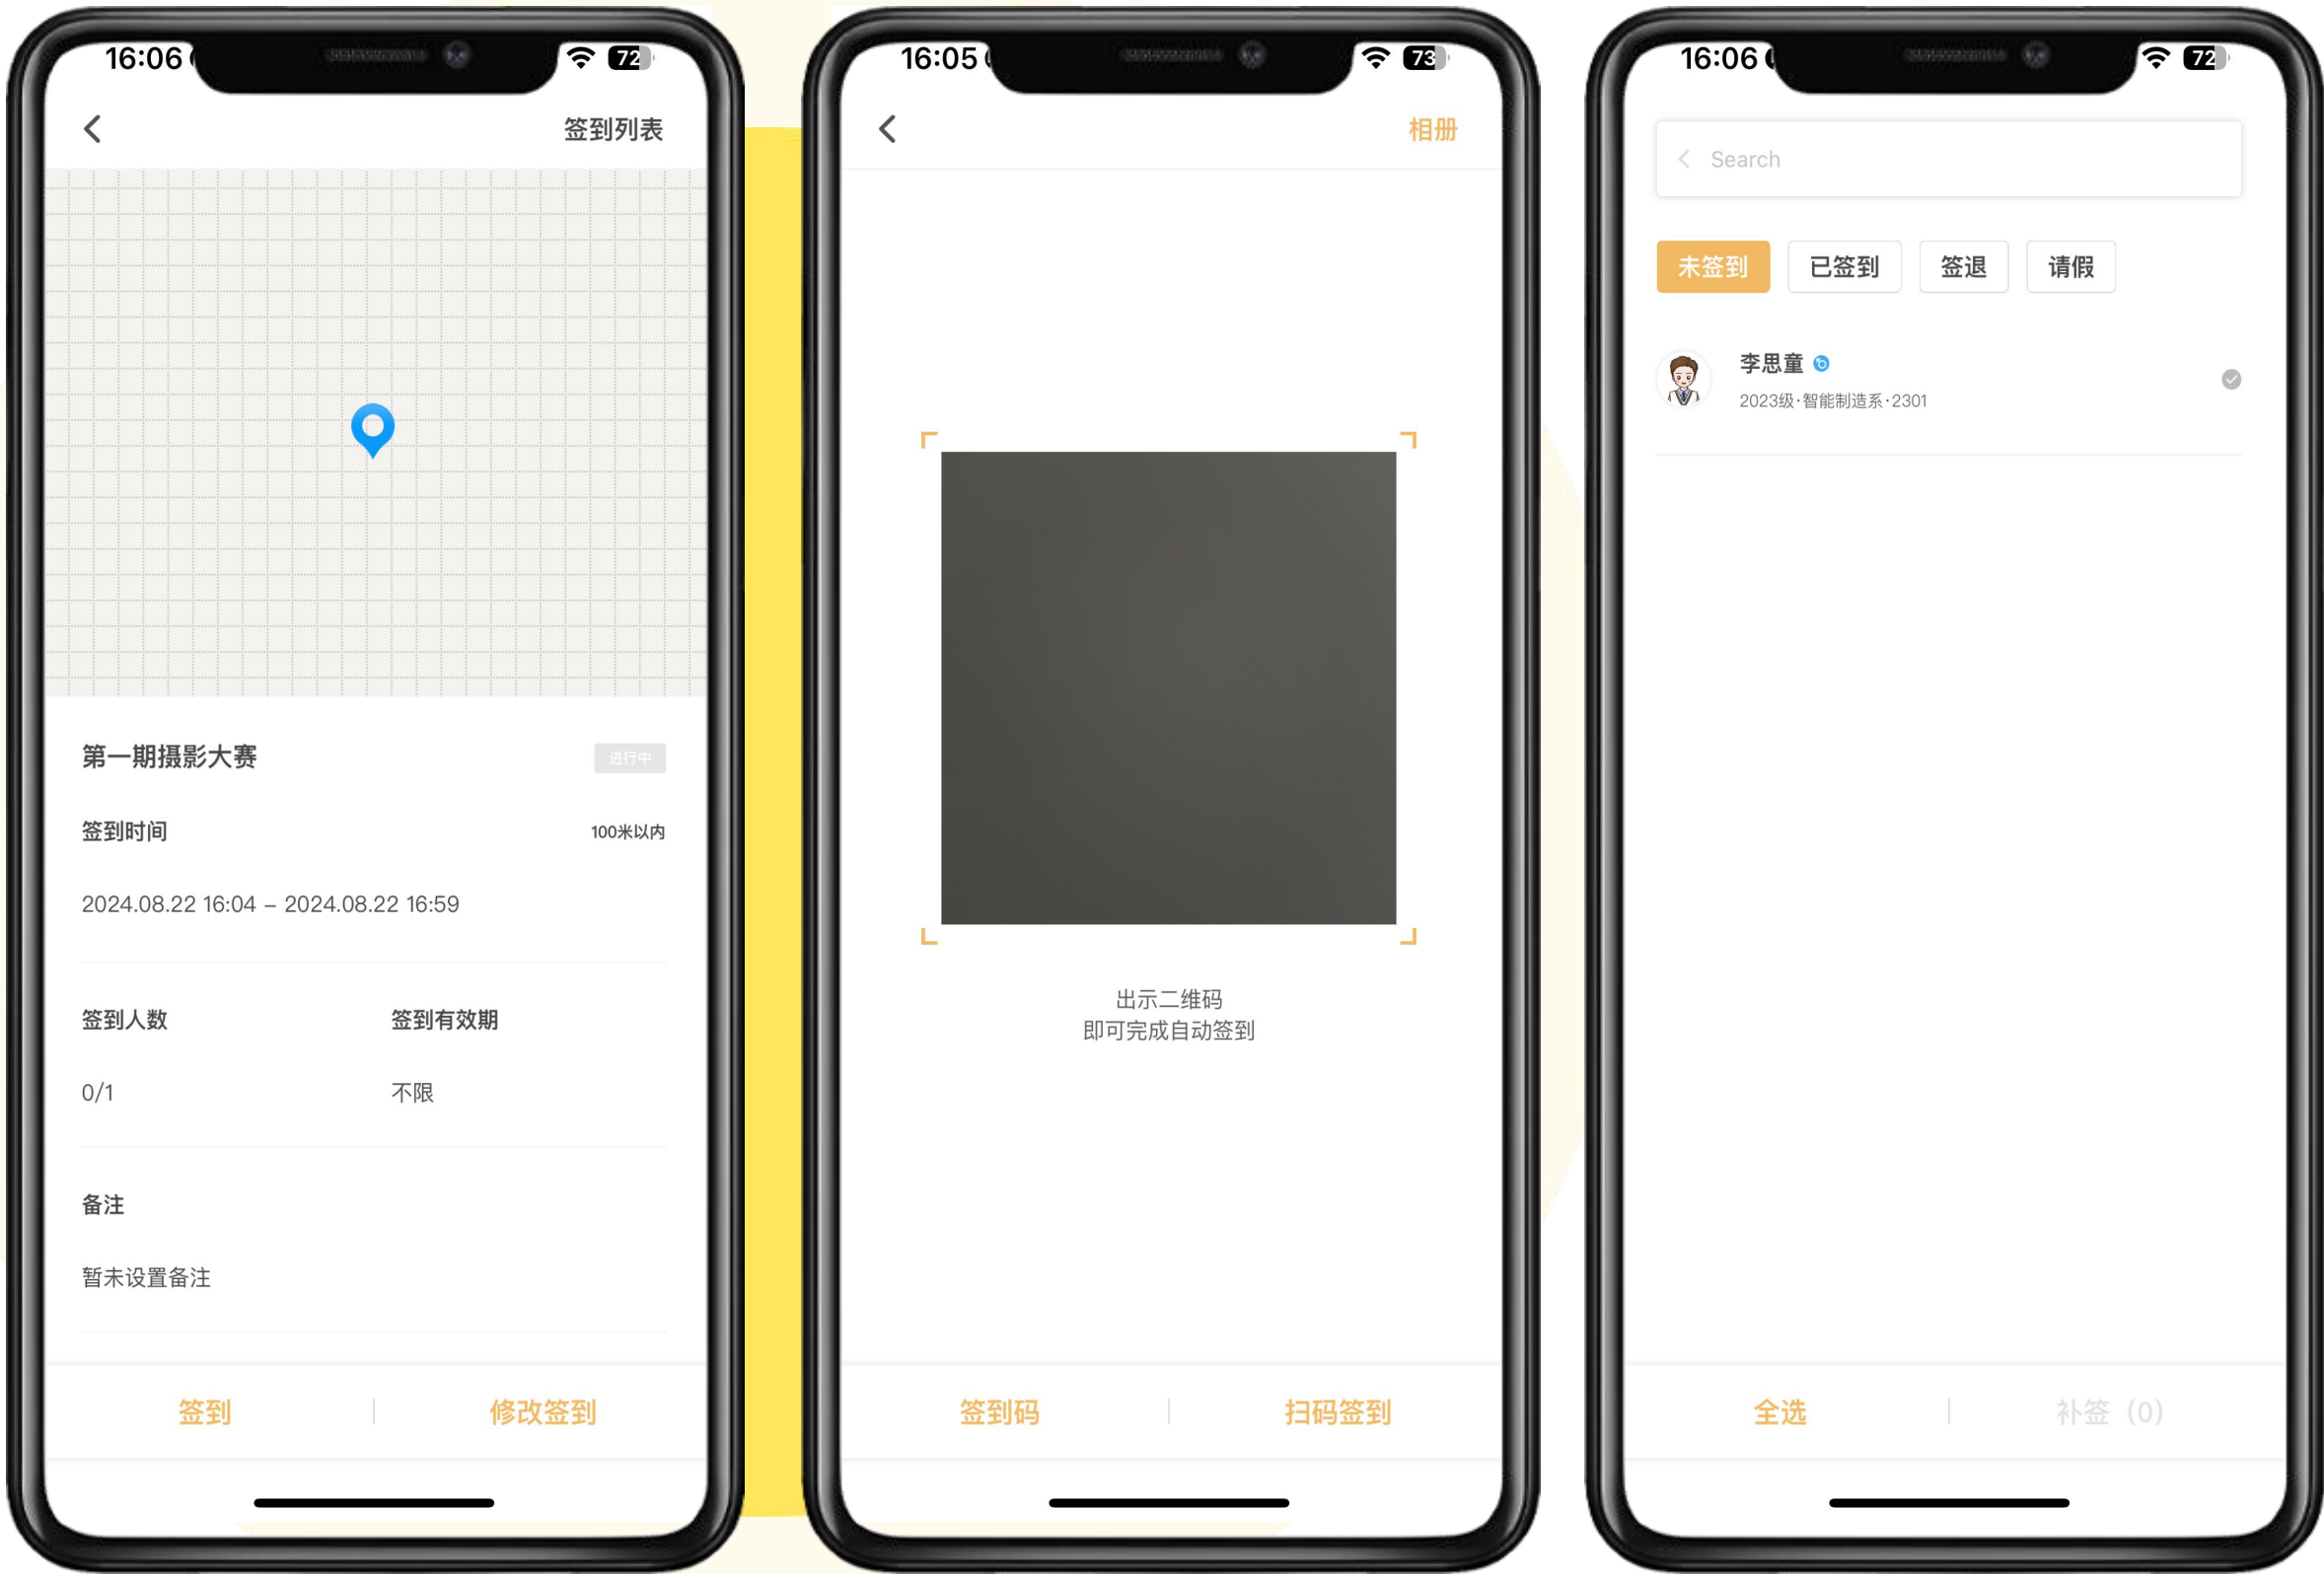 16:06
72
签到列表
第一期摄影大赛
进行中
签到时间
100米以内
2024.08.22 16:04 – 2024.08.22 16:59
签到人数
签到有效期
0/1
不限
备注
暂未设置备注
签到
修改签到
16:05
73
相册
出示二维码
即可完成自动签到
签到码
扫码签到
16:06
72
Search
未签到
已签到
签退
请假
李思童
2023级·智能制造系·2301
全选
补签（0）